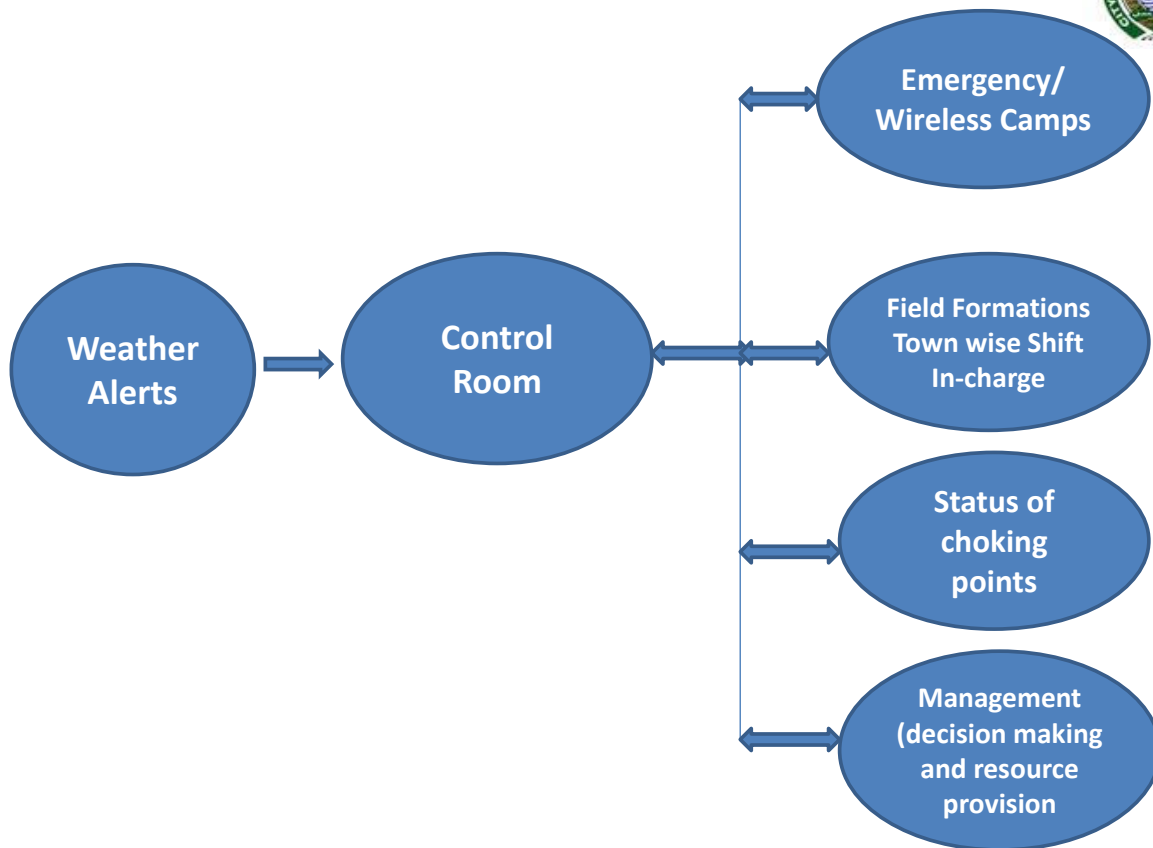 Emergency/
Wireless Camps
Weather
Alerts
Control
Room
Field Formations
Town wise Shift
In-charge
Status of
choking
points
Management
(decision making
and resource
provision